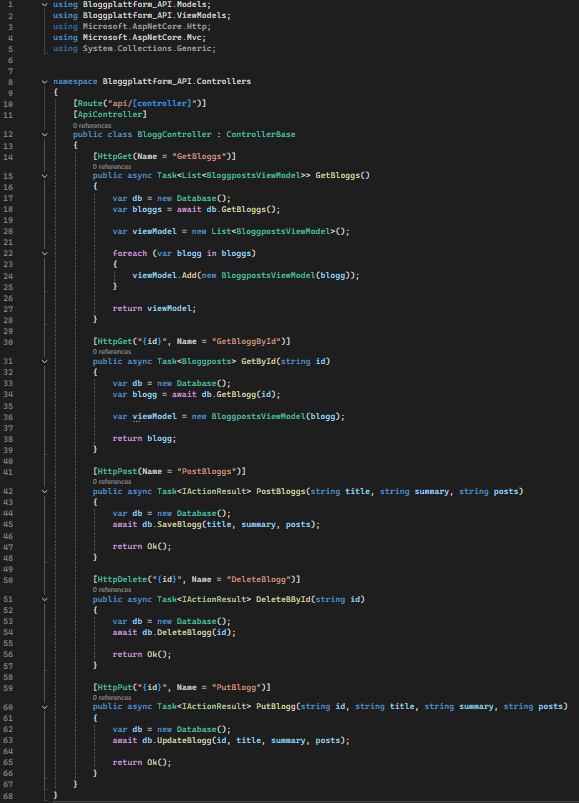 1 using Bloggplattform_API.Models;
2 using Bloggplattform_API.ViewModels;
3 using Microsoft.AspNetCore.Http;
4 using Microsoft.AspNetCore.Mvc;
5 using System.Collections.Generic;
6
7
8 namespace Bloggplattform_API.Controllers
9 {
10 [Route("api/[controller]")]
11 [ApiController]
0 references
12 public class BloggController : ControllerBase
13 {
14 [HttpGet(Name = "GetBloggs")]
0 references
15 public async Task<List<BloggpostsViewModel>> GetBloggs()
16 {
17 var db = new Database();
18 var bloggs = await db.GetBloggs();
19
20 var viewModel = new List<BloggpostsViewModel>();
21
22 foreach (var blogg in bloggs)
23 {
24 viewModel.Add(new BloggpostsViewModel(blogg));
25 }
26
27 return viewModel;
28 }
29
30 [HttpGet("{id}", Name = "GetBloggById")]
0 references
31 public async Task<Bloggposts> GetById(string id)
32 {
33 var db = new Database();
34 var blogg = await db.GetBlogg(id);
35
36 var viewModel = new BloggpostsViewModel(blogg);
37
38 return blogg;
39 }
40
41 [HttpPost(Name = "PostBloggs")]
0 references
42 public async Task<IActionResult> PostBloggs(string title, string summary, string posts)
43 {
44 var db = new Database();
45 await db.SaveBlogg(title, summary, posts);
46
47 return Ok();
48 }
49
50 [HttpDelete("{id}", Name = "DeleteBlogg")]
0 references
51 public async Task<IActionResult> DeleteBById(string id)
52 {
53 var db = new Database();
54 await db.DeleteBlogg(id);
55
56 return Ok();
57 }
58
59 [HttpPut("{id}", Name = "PutBlogg")]
0 references
60 public async Task<IActionResult> PutBlogg(string id, string title, string summary, string posts)
61 {
62 var db = new Database();
63 await db.UpdateBlogg(id, title, summary, posts);
64
65 return Ok();
66 }
67 }
68 }